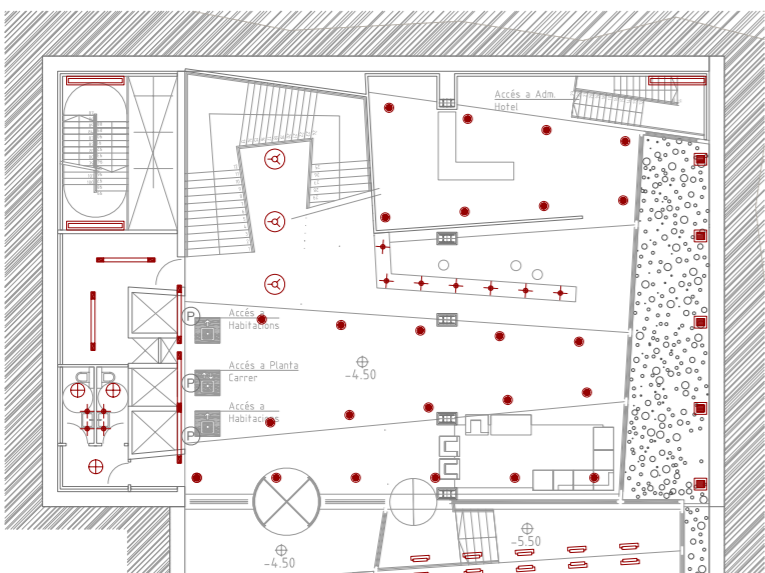 Accés a Adm.
Hotel
P
Accés a
Habitacions
-4.50
P
Accés a Planta
Carrer
P
Accés a
Habitacions
-4.50
-5.50